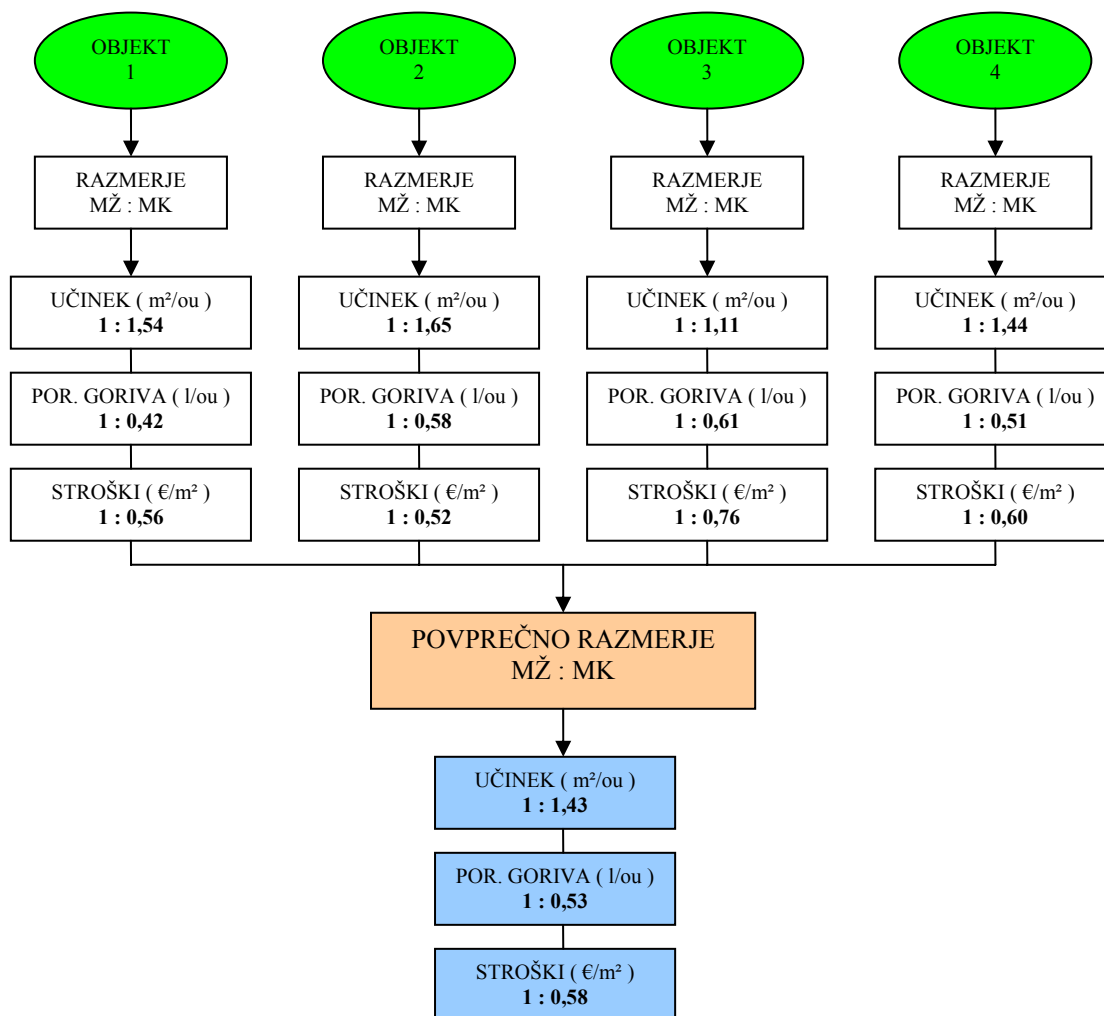 OBJEKT
1
OBJEKT
2
OBJEKT
3
OBJEKT
4
RAZMERJE
MŽ : MK
RAZMERJE
MŽ : MK
RAZMERJE
MŽ : MK
RAZMERJE
MŽ : MK
UČINEK ( m²/ou )
1 : 1,54
UČINEK ( m²/ou )
1 : 1,65
UČINEK ( m²/ou )
1 : 1,11
UČINEK ( m²/ou )
1 : 1,44
POR. GORIVA ( l/ou )
1 : 0,42
POR. GORIVA ( l/ou )
1 : 0,58
POR. GORIVA ( l/ou )
1 : 0,61
POR. GORIVA ( l/ou )
1 : 0,51
STROŠKI ( €/m² )
1 : 0,56
STROŠKI ( €/m² )
1 : 0,52
STROŠKI ( €/m² )
1 : 0,76
STROŠKI ( €/m² )
1 : 0,60
POVPREČNO RAZMERJE
MŽ : MK
UČINEK ( m²/ou )
1 : 1,43
POR. GORIVA ( l/ou )
1 : 0,53
STROŠKI ( €/m² )
1 : 0,58